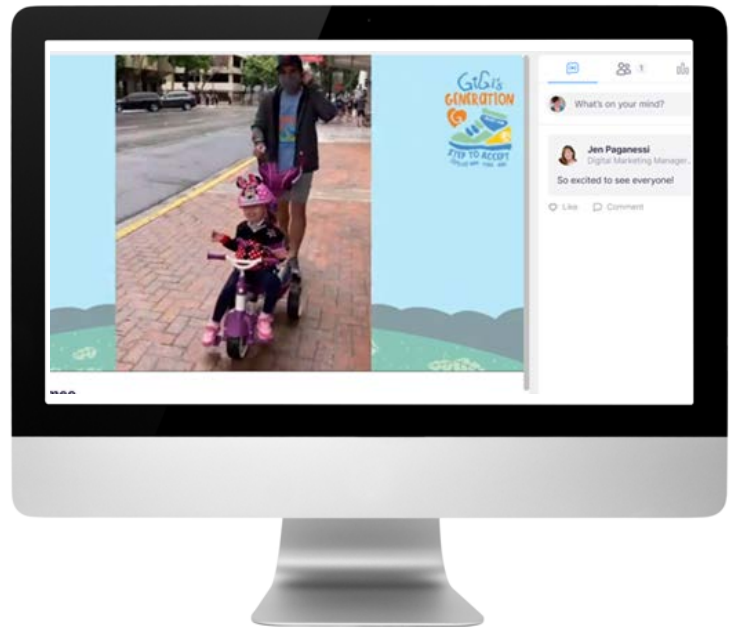 GiGi's
GENERATION
STEP TO ACCEPT
1
What's on your mind?
Jen Paganessi
Digital Marketing Manager,
So excited to see everyone!
Like
Comment